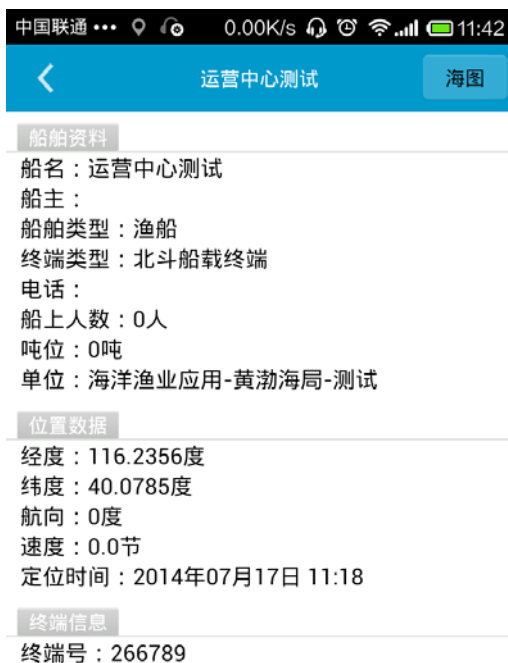 中国联通 ••• 0.00K/s 11:42
运营中心测试 海图
船舶资料
船名：运营中心测试
船主：
船舶类型：渔船
终端类型：北斗船载终端
电话：
船上人数：0人
吨位：0吨
单位：海洋渔业应用-黄渤海局-测试
位置数据
经度：116.2356度
纬度：40.0785度
航向：0度
速度：0.0节
定位时间：2014年07月17日 11:18
终端信息
终端号：266789